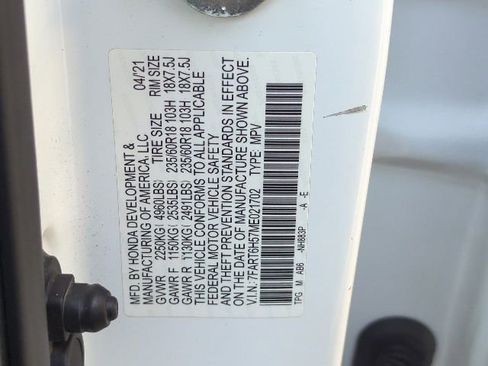 MFD. BY HONDA DEVELOPMENT & 04/21
MANUFACTURING OF AMERICA, LLC
GVWR 2250KG( 4960LBS) TIRE SIZE RIM SIZE
GAWR F 1150KG( 2535LBS) 235/60R18 103H 18X7.5J
GAWR R 1130KG( 2491LBS) 235/60R18 103H 18X7.5J
THIS VEHICLE CONFORMS TO ALL APPLICABLE
FEDERAL MOTOR VEHICLE SAFETY
AND THEFT PREVENTION STANDARDS IN EFFECT
ON THE DATE OF MANUFACTURE SHOWN ABOVE.
V.I.N.: 7FART6H57ME021702 TYPE: MPV
TPG M AB6 -NH883P -A -E